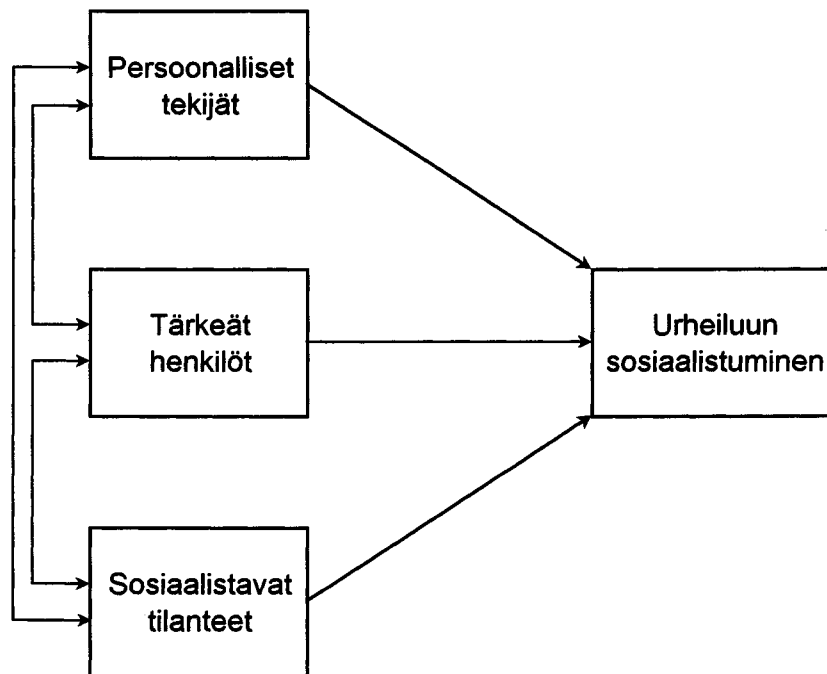 Persoonalliset
tekijät
Tärkeät
henkilöt
Urheiluun
sosiaalistuminen
Sosiaalistavat
tilanteet